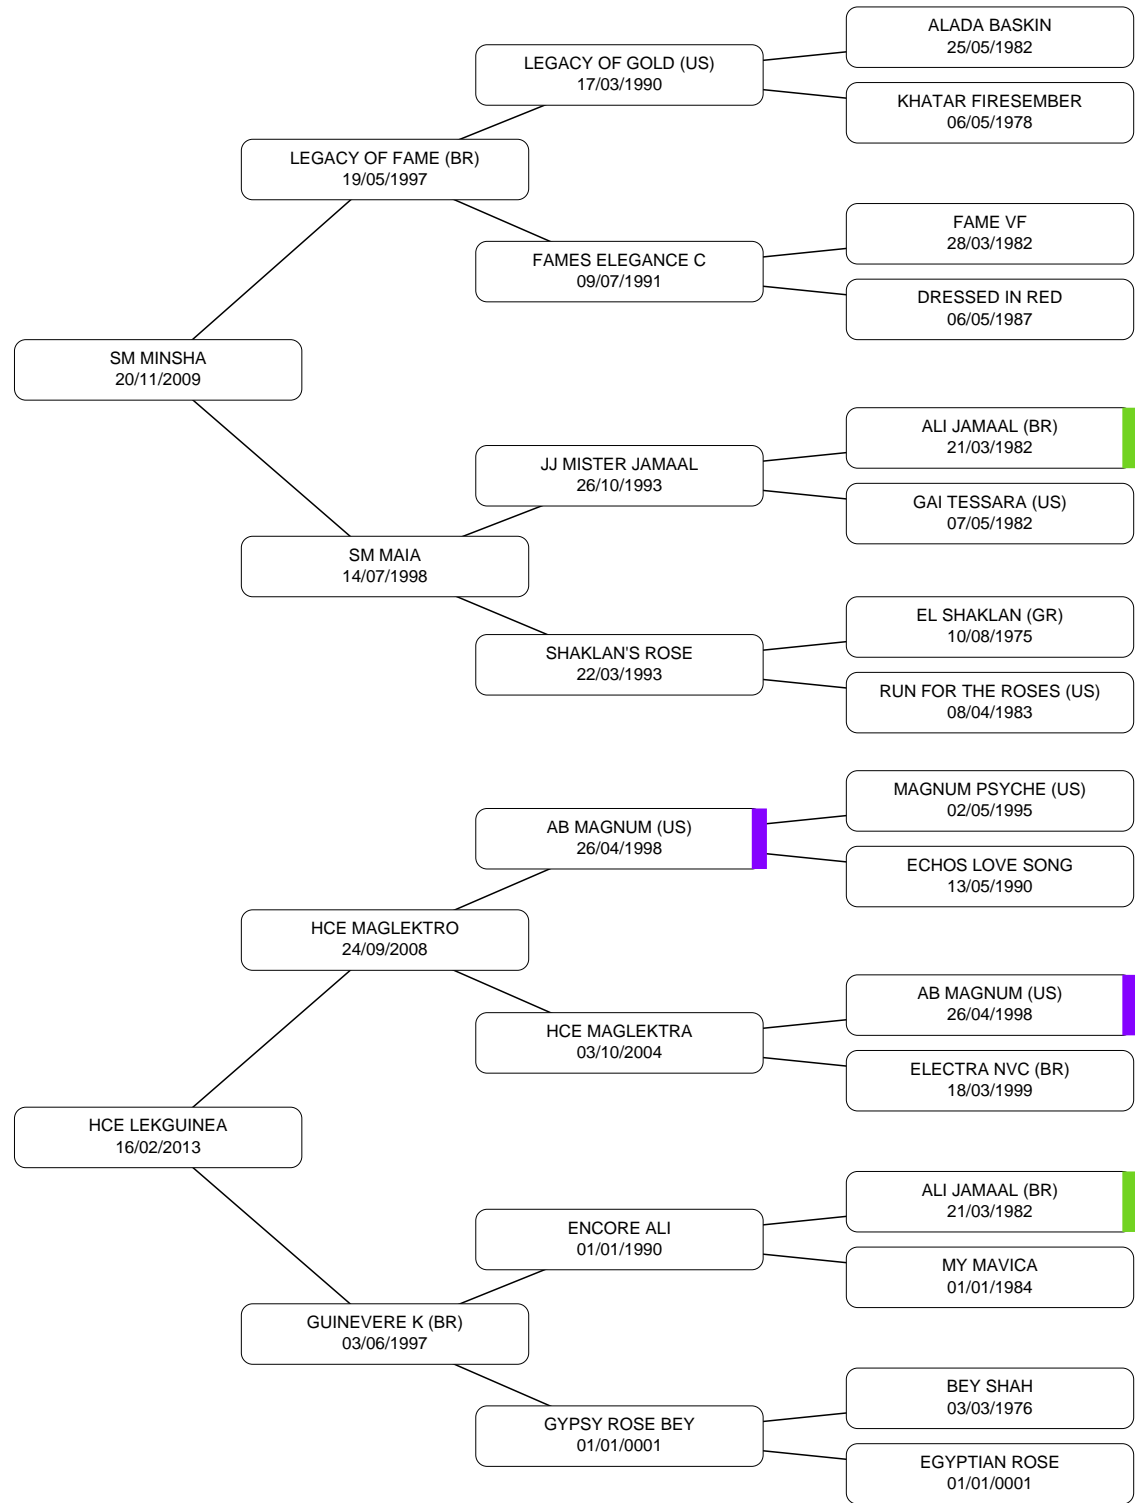 ALADA BASKIN
25/05/1982
LEGACY OF GOLD (US)
17/03/1990
KHATAR FIRESEMBER
06/05/1978
LEGACY OF FAME (BR)
19/05/1997
FAME VF
28/03/1982
FAMES ELEGANCE C
09/07/1991
DRESSED IN RED
06/05/1987
SM MINSHA
20/11/2009
ALI JAMAAL (BR)
21/03/1982
JJ MISTER JAMAAL
26/10/1993
GAI TESSARA (US)
07/05/1982
SM MAIA
14/07/1998
EL SHAKLAN (GR)
10/08/1975
SHAKLAN'S ROSE
22/03/1993
RUN FOR THE ROSES (US)
08/04/1983
MAGNUM PSYCHE (US)
02/05/1995
AB MAGNUM (US)
26/04/1998
ECHOS LOVE SONG
13/05/1990
HCE MAGLEKTRO
24/09/2008
AB MAGNUM (US)
26/04/1998
HCE MAGLEKTRA
03/10/2004
ELECTRA NVC (BR)
18/03/1999
HCE LEKGUINEA
16/02/2013
ALI JAMAAL (BR)
21/03/1982
ENCORE ALI
01/01/1990
MY MAVICA
01/01/1984
GUINEVERE K (BR)
03/06/1997
BEY SHAH
03/03/1976
GYPSY ROSE BEY
01/01/0001
EGYPTIAN ROSE
01/01/0001